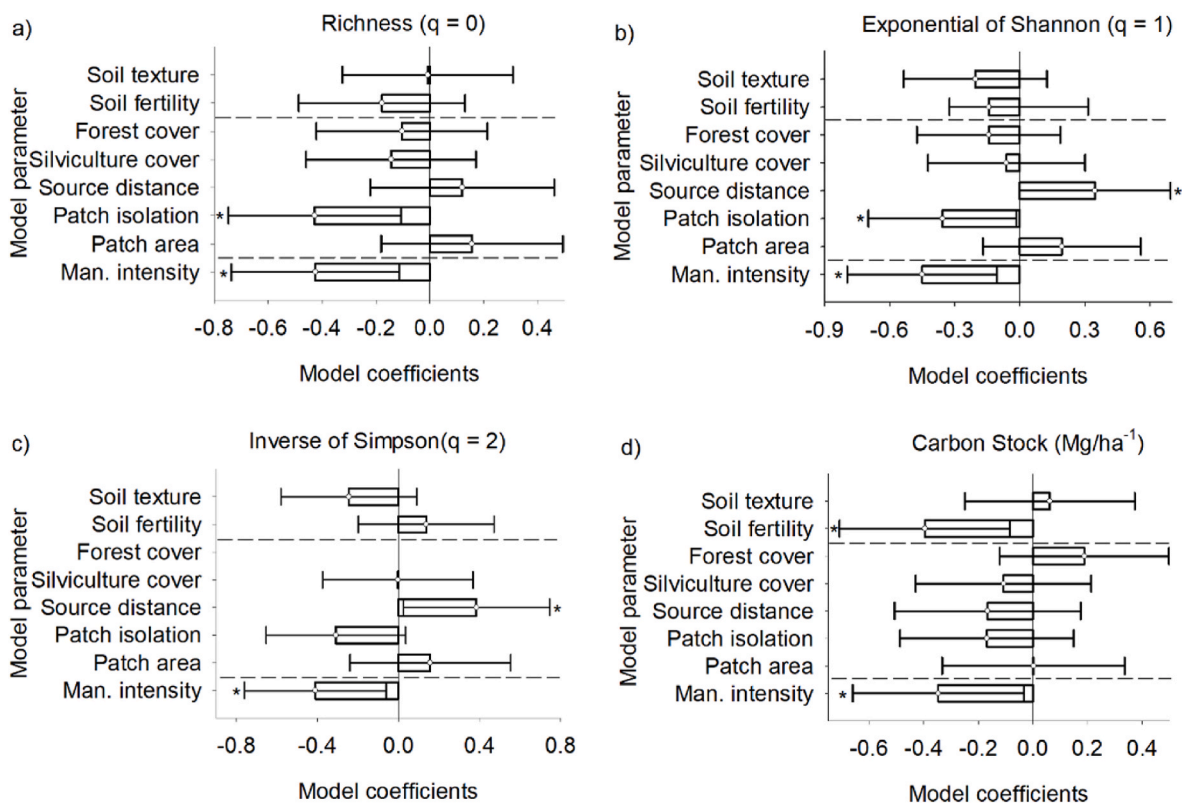 a)
Richness (q = 0)
Model parameter
Soil texture
Soil fertility
Forest cover
Silviculture cover
Source distance
* Patch isolation
Patch area
* Man. intensity
-0.8 -0.6 -0.4 -0.2 0.0 0.2 0.4
Model coefficients
b)
Exponential of Shannon (q = 1)
Model parameter
Soil texture
Soil fertility
Forest cover
Silviculture cover
Source distance *
Patch isolation *
Patch area
Man. intensity *
-0.9 -0.6 -0.3 0.0 0.3 0.6
Model coefficients
c)
Inverse of Simpson(q = 2)
Model parameter
Soil texture
Soil fertility
Forest cover
Silviculture cover
Source distance *
Patch isolation
Patch area
Man. intensity *
-0.8 -0.4 0.0 0.4 0.8
Model coefficients
d)
Carbon Stock (Mg/ha⁻¹)
Model parameter
Soil texture
Soil fertility *
Forest cover
Silviculture cover
Source distance
Patch isolation
Patch area
Man. intensity *
-0.6 -0.4 -0.2 0.0 0.2 0.4
Model coefficients